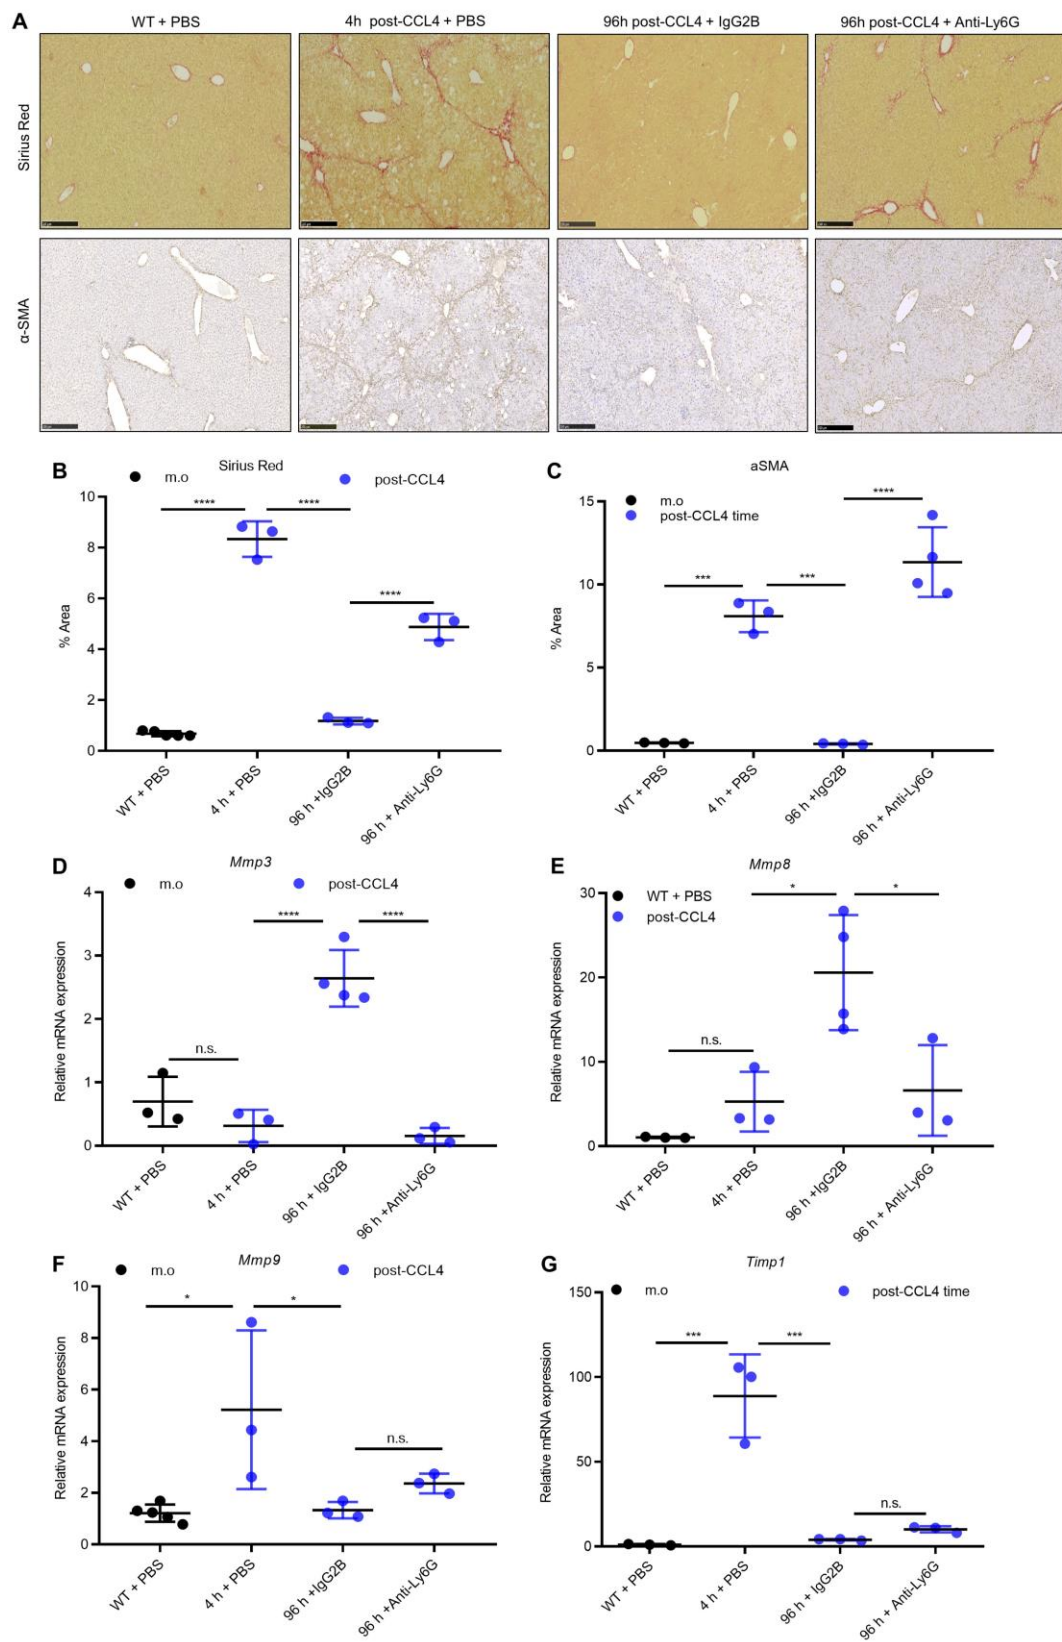 A
WT + PBS
4h post-CCL4 + PBS
96h post-CCL4 + IgG2B
96h post-CCL4 + Anti-Ly6G
Sirius Red
α-SMA
B
Sirius Red
m.o
post-CCL4
****
****
****
% Area
10
8
6
4
2
0
WT + PBS
4 h + PBS
96 h +IgG2B
96 h + Anti-Ly6G
C
aSMA
m.o
post-CCL4 time
***
***
****
% Area
15
10
5
0
WT + PBS
4 h + PBS
96 h +IgG2B
96 h + Anti-Ly6G
D
Mmp3
m.o
post-CCL4
n.s.
****
****
Relative mRNA expression
4
3
2
1
0
WT + PBS
4 h + PBS
96 h + IgG2B
96 h +Anti-Ly6G
E
Mmp8
WT + PBS
post-CCL4
n.s.
*
*
Relative mRNA expression
30
20
10
0
WT + PBS
4 h + PBS
96 h +IgG2B
96 h + Anti-Ly6G
F
Mmp9
m.o
post-CCL4
*
*
n.s.
Relative mRNA expression
10
8
6
4
2
0
WT + PBS
4 h + PBS
96 h +IgG2B
96 h +Anti-Ly6G
G
Timp1
m.o
post-CCL4 time
***
***
n.s.
Relative mRNA expression
150
100
50
0
WT + PBS
4 h + PBS
96 h +IgG2B
96 h + Anti-Ly6G